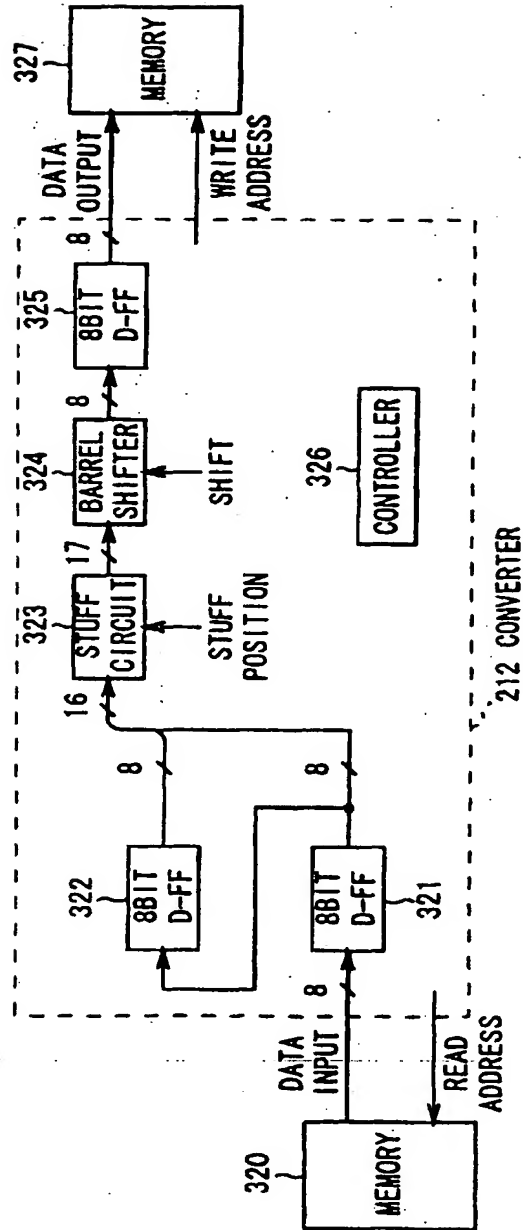 320
MEMORY
DATA
INPUT
READ
ADDRESS
8
321
8BIT
D-FF
322
8BIT
D-FF
8
8
16
323
STUFF
CIRCUIT
STUFF
POSITION
17
324
BARREL
SHIFTER
SHIFT
8
325
8BIT
D-FF
8
326
CONTROLLER
212 CONVERTER
DATA
OUTPUT
WRITE
ADDRESS
327
MEMORY